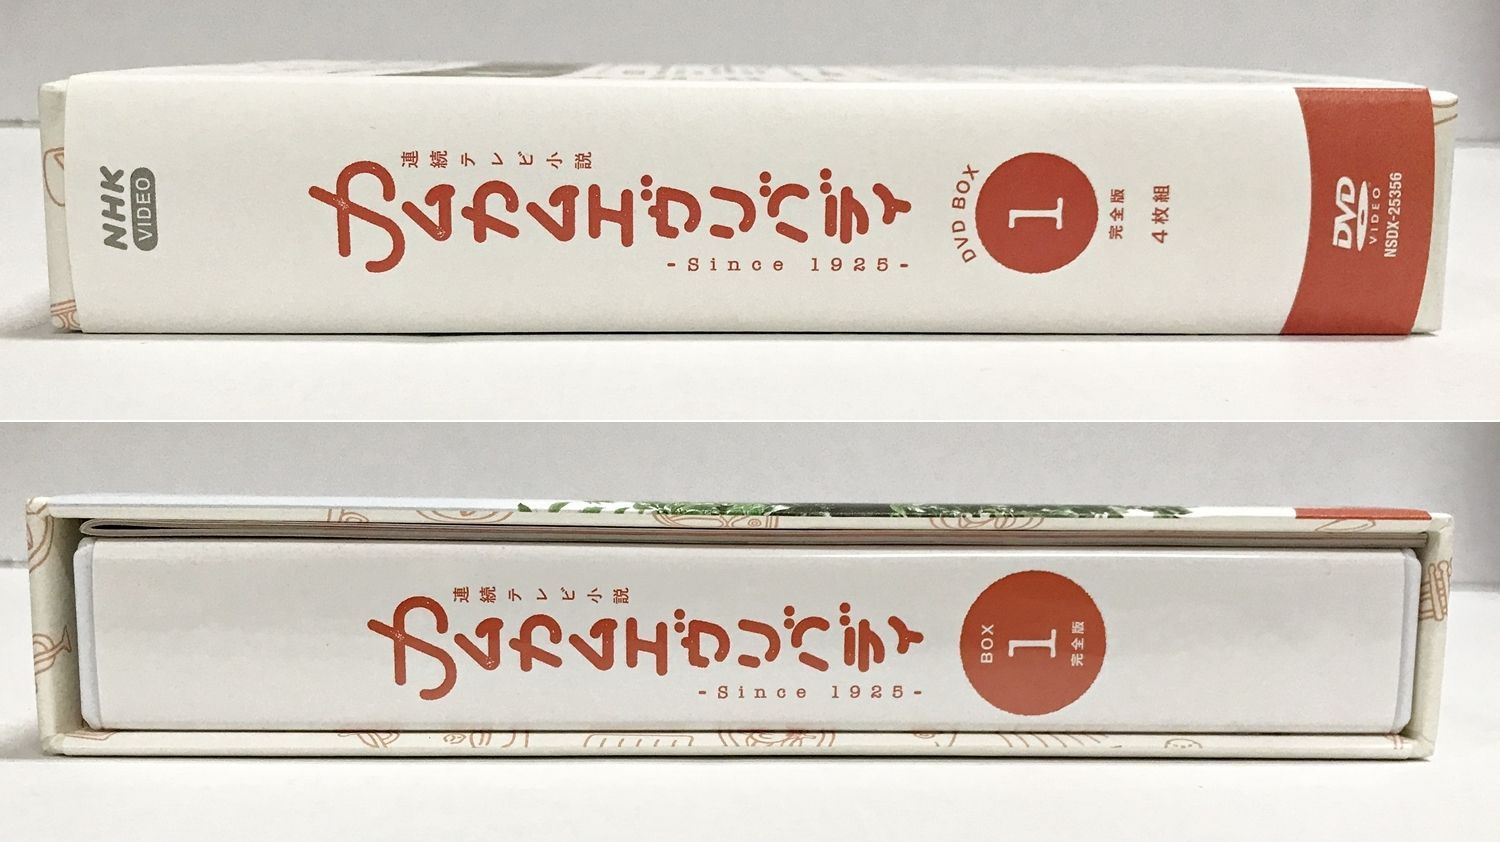 NHK
VIDEO
連続テレビ小説
カムカムエヴリバディ
-Since 1925-
DVD BOX
1
完全版
4枚組
DVD
VIDEO
NSDX-25356
連続テレビ小説
カムカムエヴリバディ
-Since 1925-
BOX
1
完全版